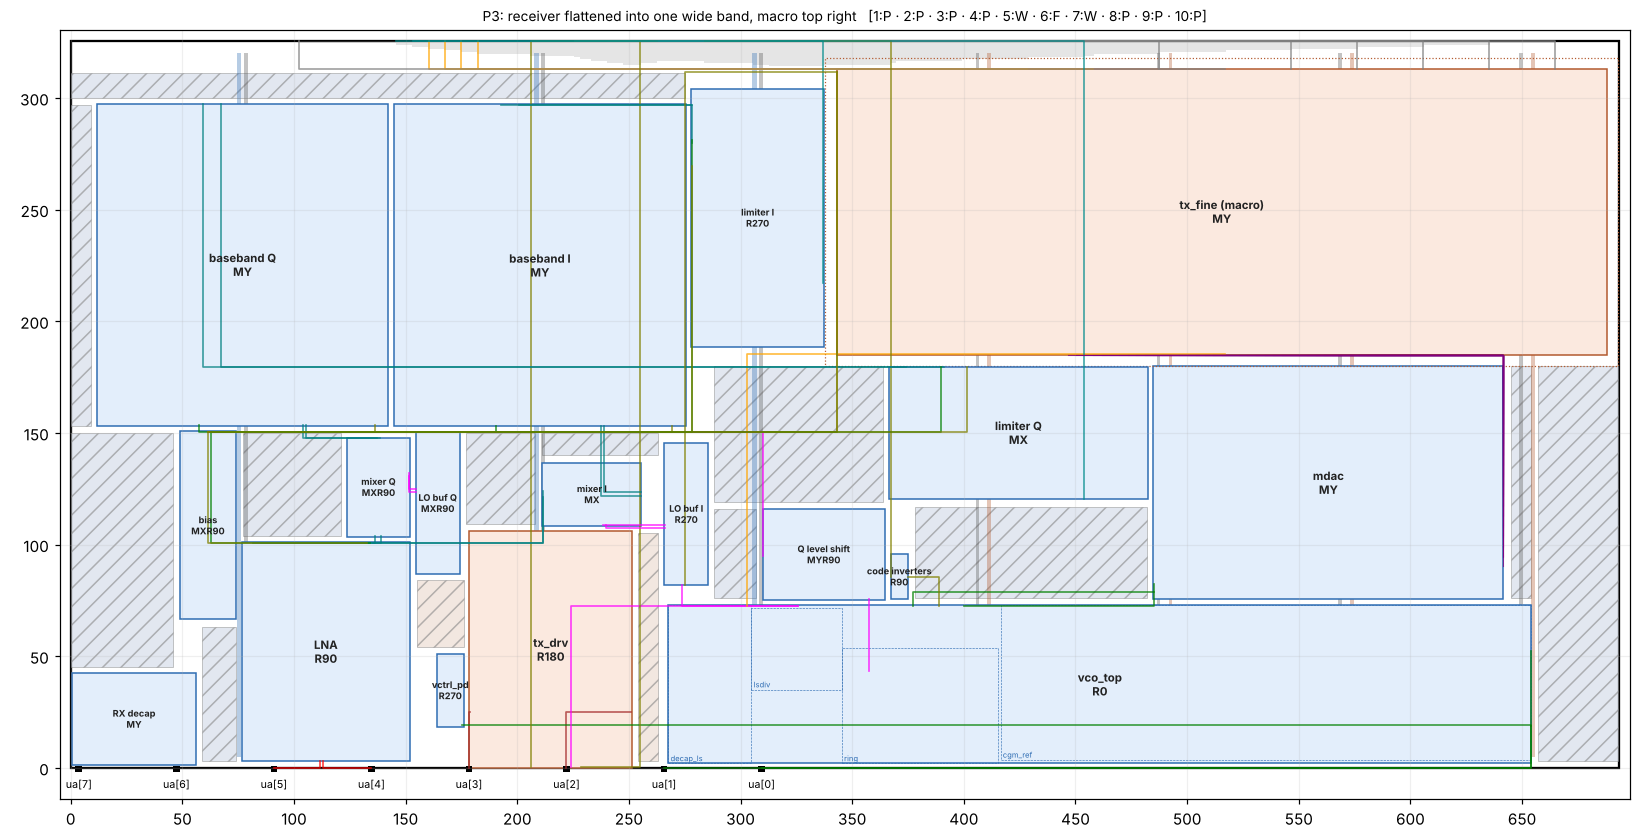 P3: receiver flattened into one wide band, macro top right [1:P · 2:P · 3:P · 4:P · 5:W · 6:F · 7:W · 8:P · 9:P · 10:P]
300
250
200
150
100
50
0
limiter I
R270
tx_fine (macro)
MY
baseband Q
MY
baseband I
MY
limiter Q
MX
mdac
MY
mixer Q
MXR90
LO buf Q
MXR90
mixer I
MX
LO buf I
R270
bias
MXR90
Q level shift
MYR90
code inverters
R90
LNA
R90
tx_drv
R180
vctrl_pd
R270
vco_top
R0
lsdiv
RX decap
MY
decap_ls
ring
cgm_ref
ua[7]
ua[6]
ua[5]
ua[4]
ua[3]
ua[2]
ua[1]
ua[0]
0
50
100
150
200
250
300
350
400
450
500
550
600
650